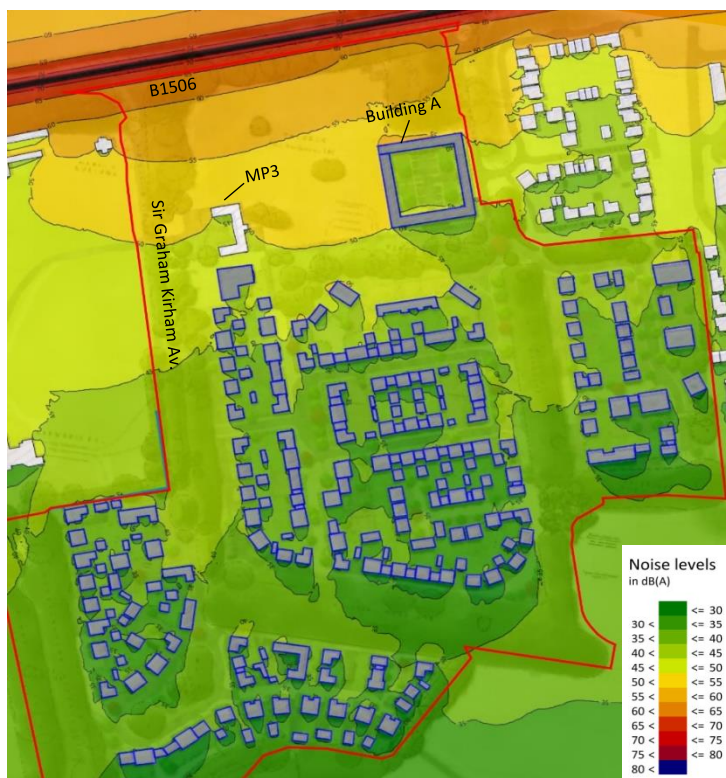 B1506
Building A
MP3
Sir Graham Kirham Av.
Noise levels
in dB(A)
<= 30
30 < <= 35
35 < <= 40
40 < <= 45
45 < <= 50
50 < <= 55
55 < <= 60
60 < <= 65
65 < <= 70
70 < <= 75
75 < <= 80
80 <